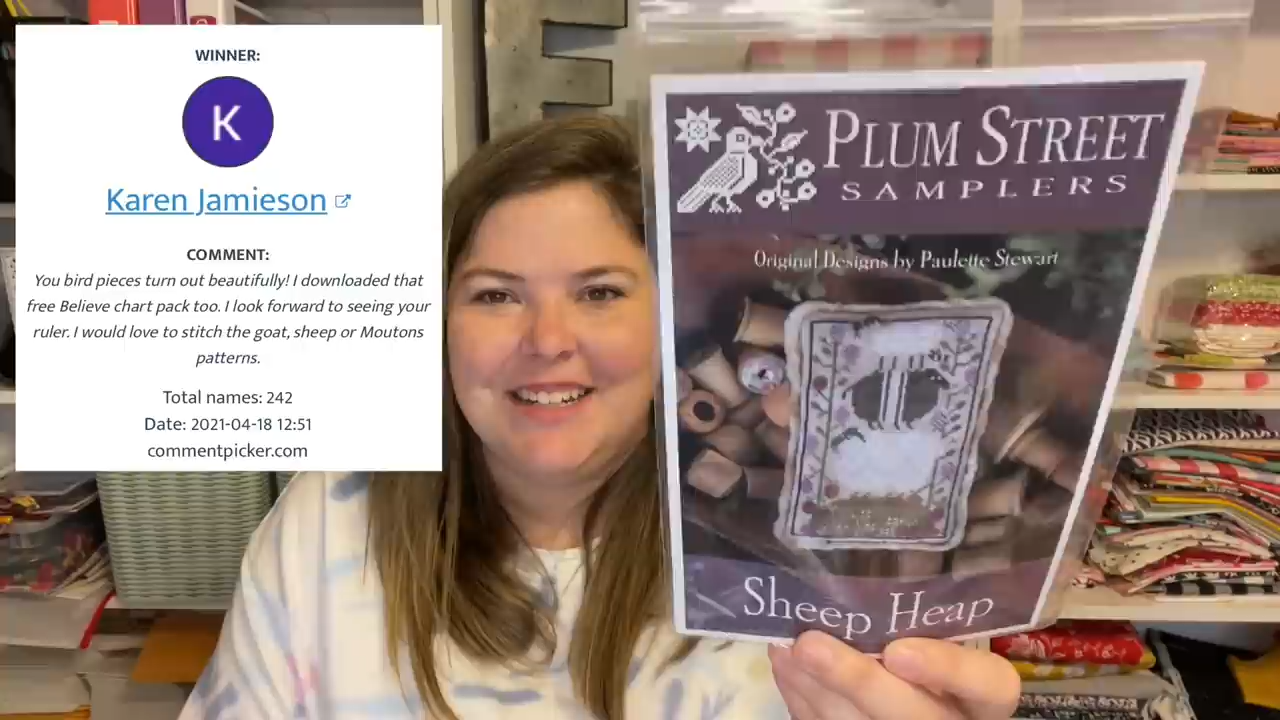 WINNER:
K
Karen Jamieson
COMMENT:
You bird pieces turn out beautifully! I downloaded that
free Believe chart pack too. I look forward to seeing your
ruler. I would love to stitch the goat, sheep or Moutons
patterns.
Total names: 242
Date: 2021-04-18 12:51
commentpicker.com
PLUM STREET
SAMPLERS
Original Designs by Paulette Stewart
Sheep Heap